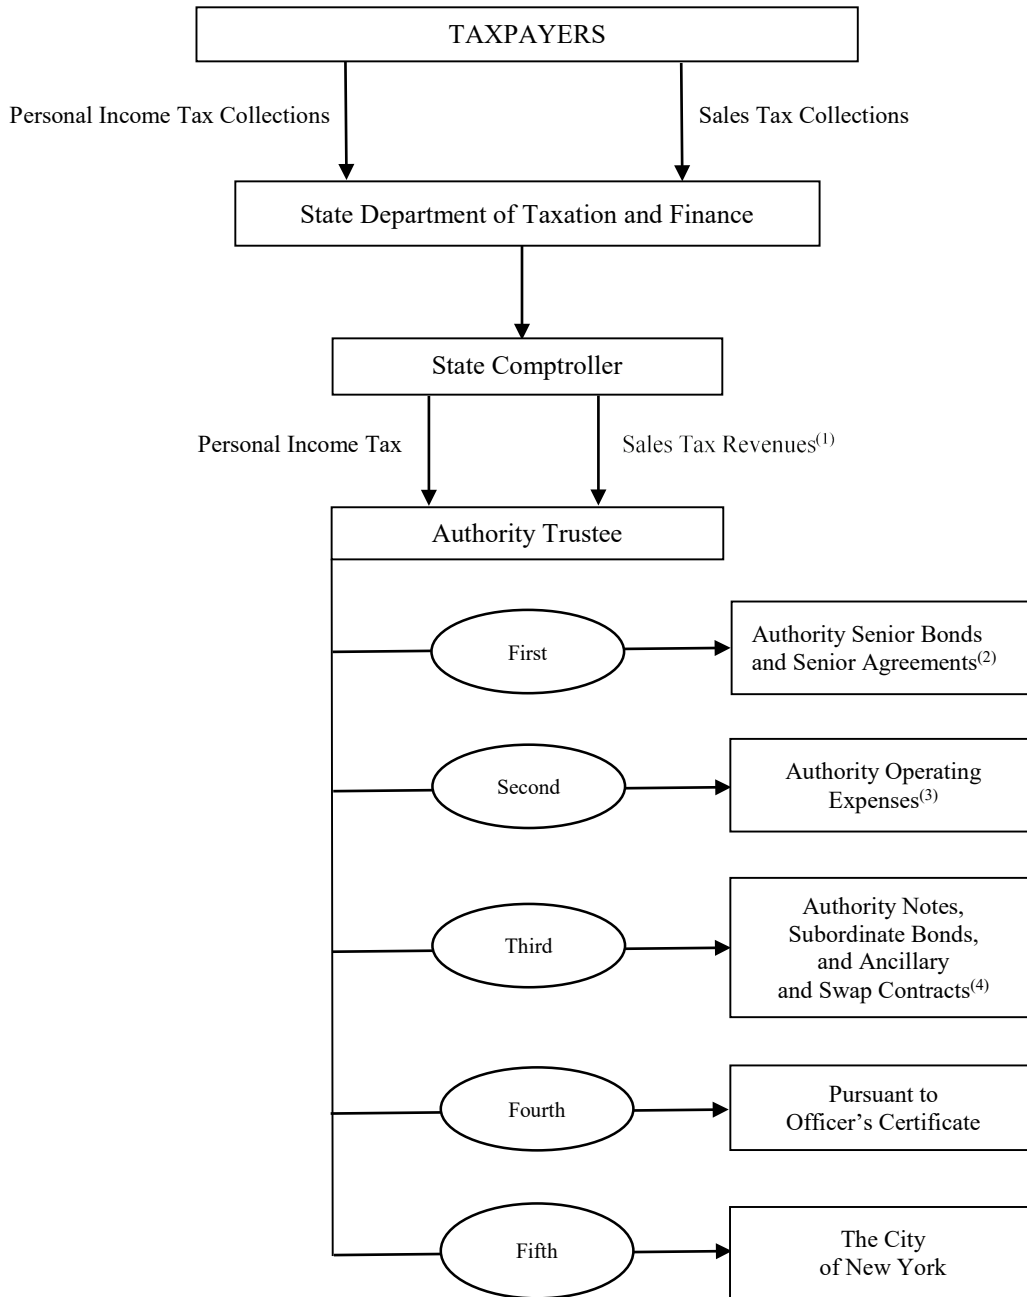 TAXPAYERS
Personal Income Tax Collections
Sales Tax Collections
State Department of Taxation and Finance
State Comptroller
Personal Income Tax
Sales Tax Revenues(1)
Authority Trustee
First
Authority Senior Bonds
and Senior Agreements(2)
Second
Authority Operating
Expenses(3)
Third
Authority Notes,
Subordinate Bonds,
and Ancillary
and Swap Contracts(4)
Fourth
Pursuant to
Officer’s Certificate
Fifth
The City
of New York